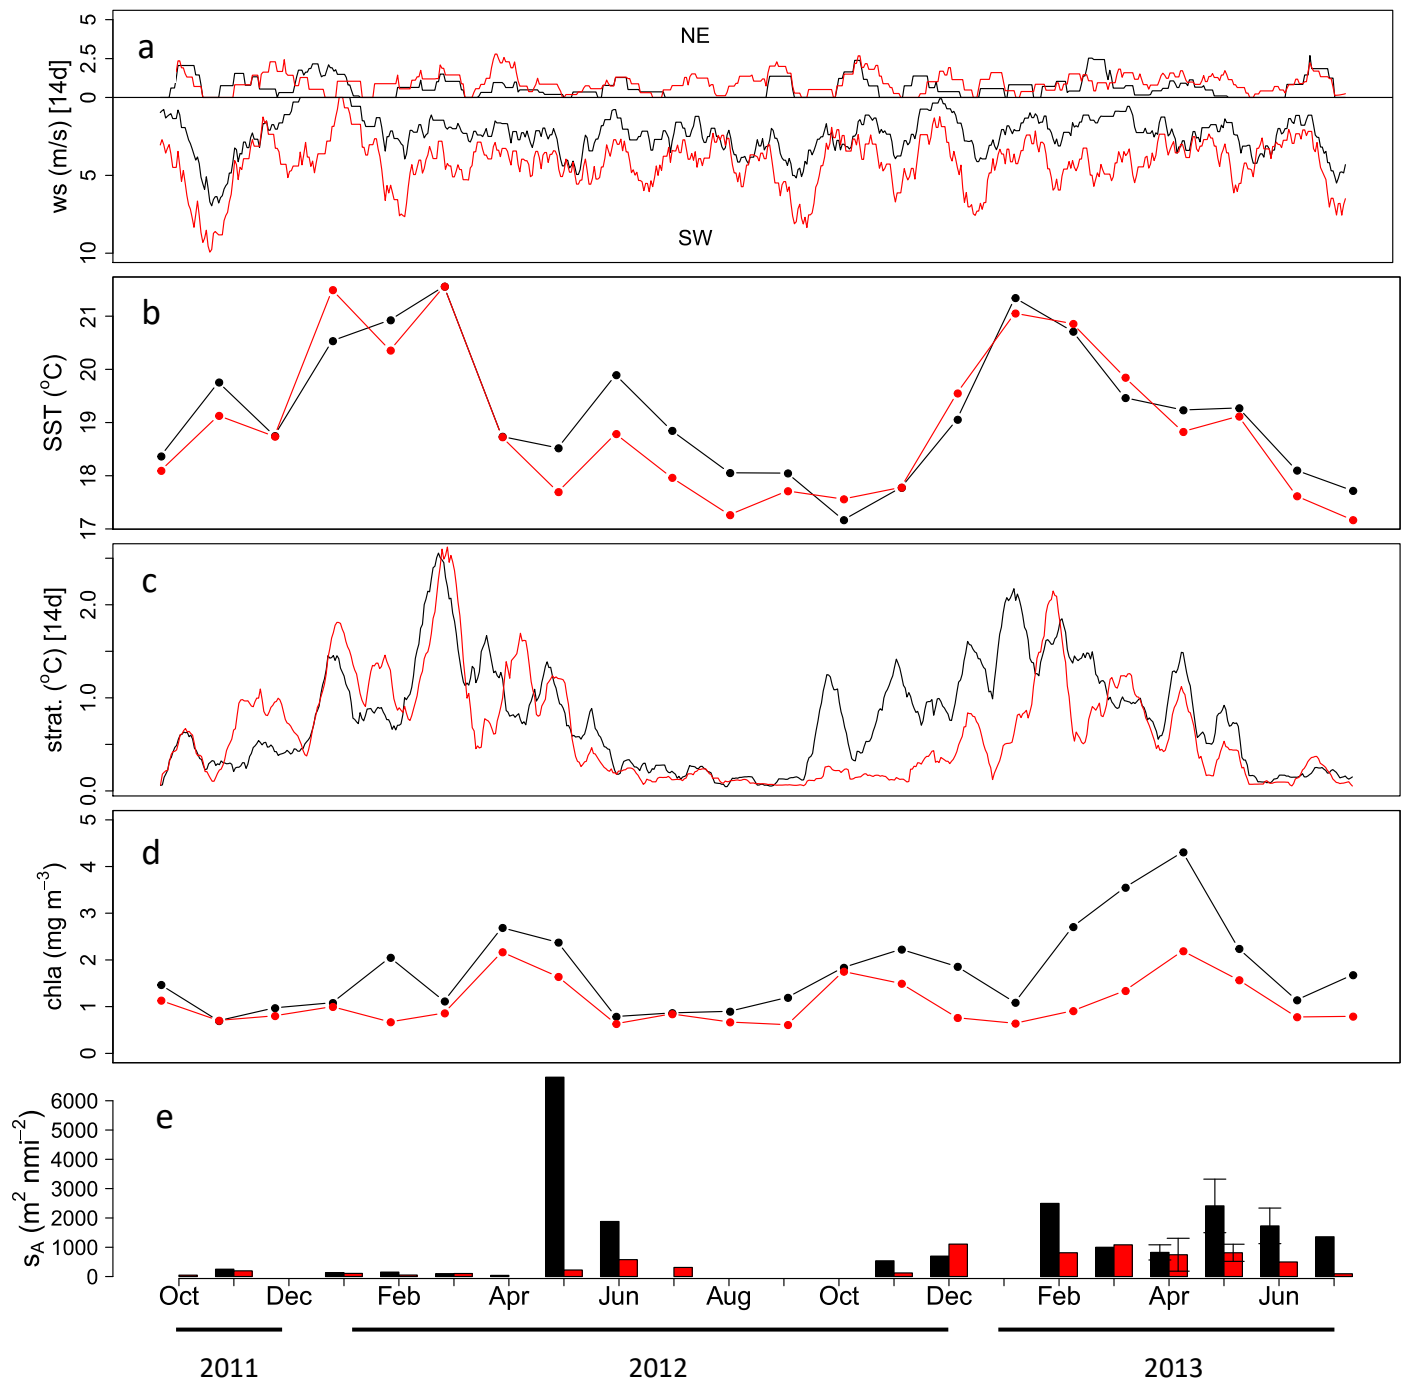 a
NE
SW
ws (m/s) [14d]
5
2.5
0
5
10
b
SST (°C)
21
20
19
18
17
c
strat. (°C) [14d]
2.0
1.0
0.0
d
chla (mg m⁻³)
5
4
3
2
1
0
e
s_A (m² nmi⁻²)
6000
5000
4000
3000
2000
1000
0
Oct Dec Feb Apr Jun Aug Oct Dec Feb Apr Jun
2011 2012 2013